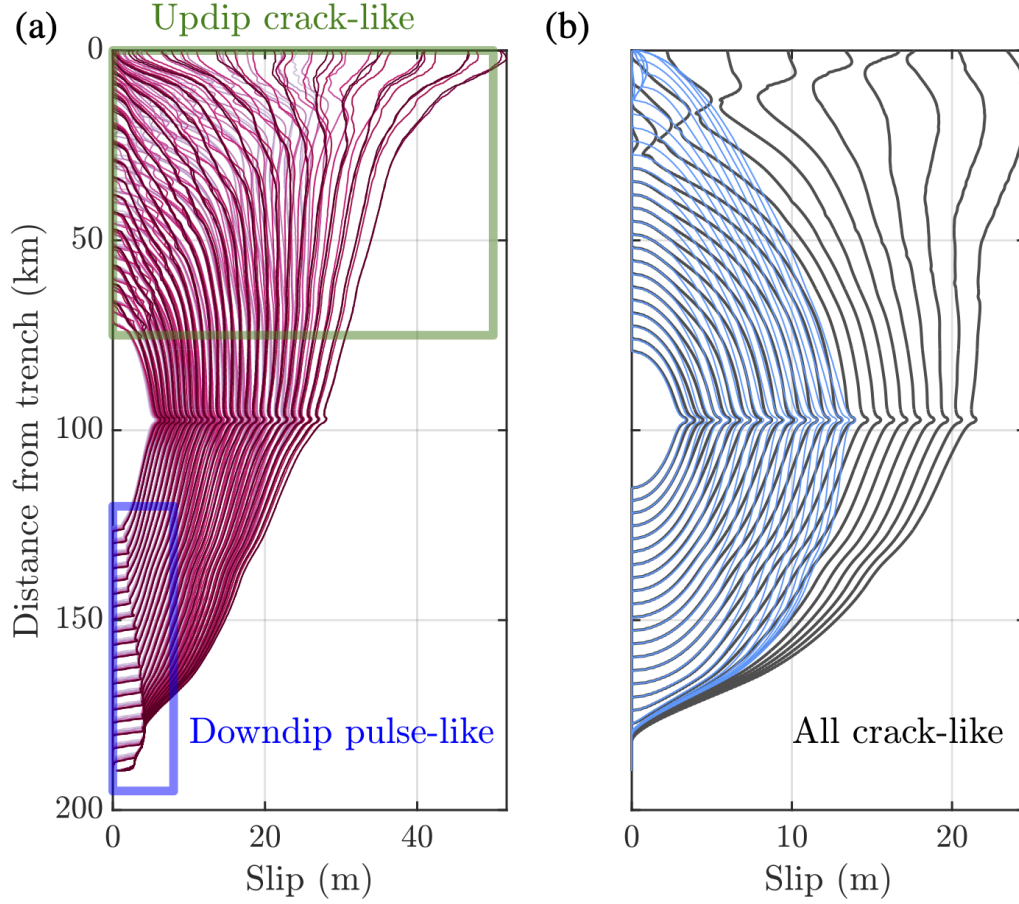 (a)
Updip crack-like
(b)
0
50
100
150
200
Distance from trench (km)
Downdip pulse-like
All crack-like
0
20
40
0
10
20
Slip (m)
Slip (m)